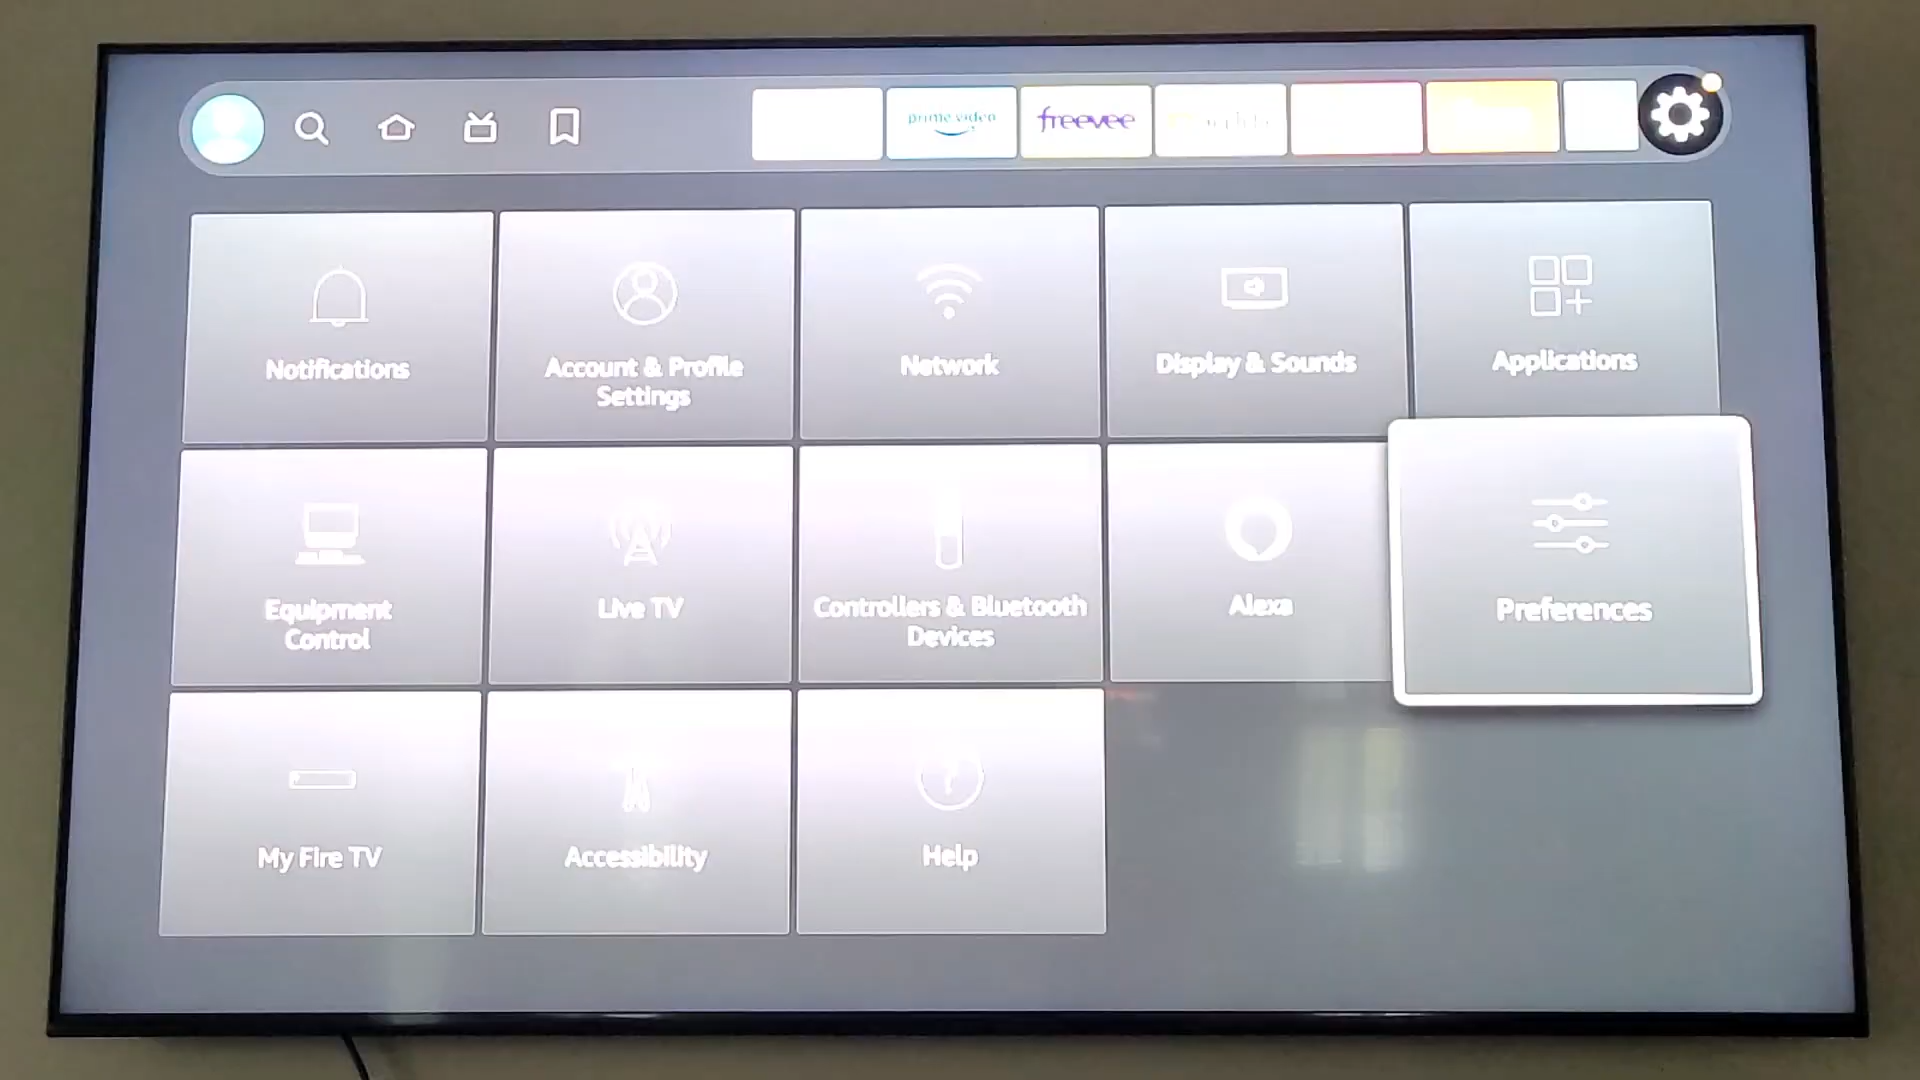 prime video
freevee
Notifications
Account & Profile
Settings
Network
Display & Sounds
Applications
Equipment
Control
Live TV
Controllers & Bluetooth
Devices
Alexa
Preferences
My Fire TV
Accessibility
Help